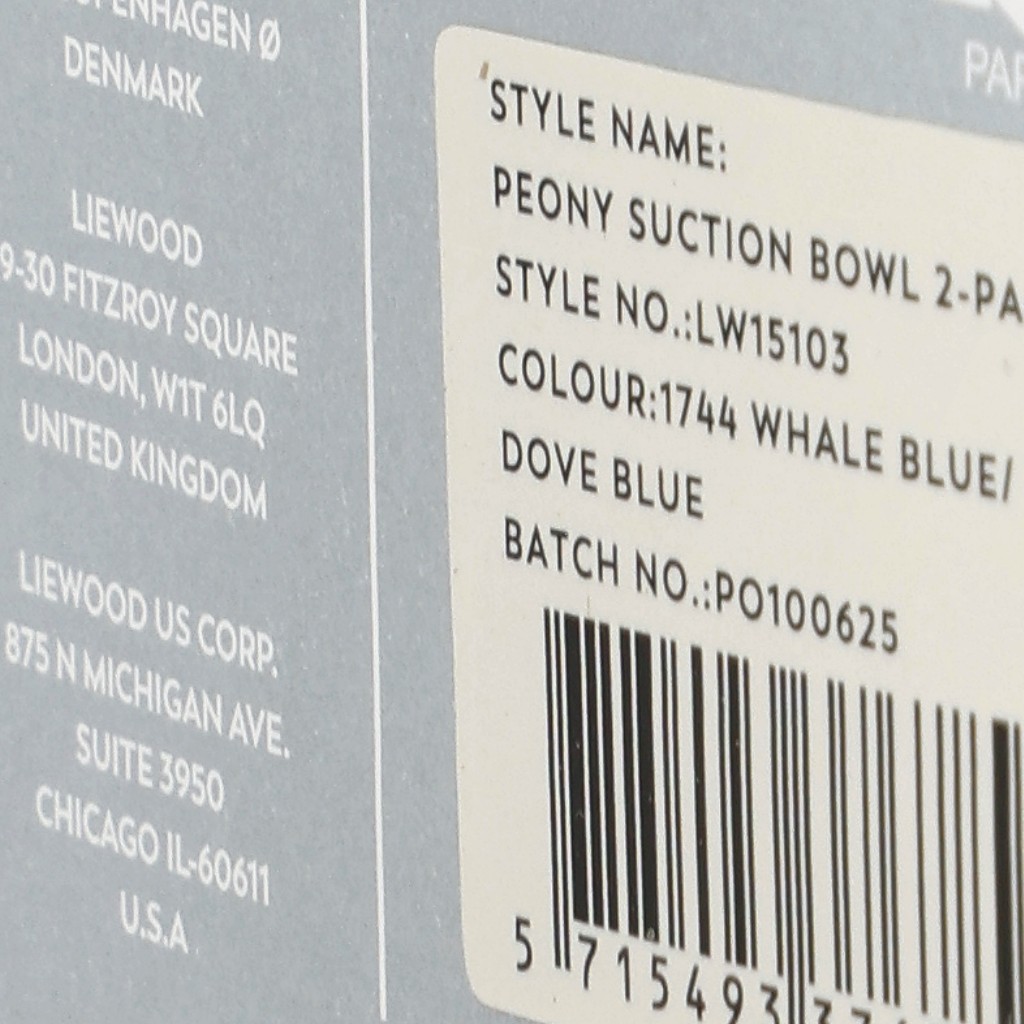 DENMARK
LIEWOOD
9-30 FITZROY SQUARE
LONDON, W1T 6LQ
UNITED KINGDOM
LIEWOOD US CORP.
875 N MICHIGAN AVE.
SUITE 3950
CHICAGO IL-60611
U.S.A
STYLE NAME:
PEONY SUCTION BOWL 2-PA
STYLE NO.:LW15103
COLOUR:1744 WHALE BLUE/
DOVE BLUE
BATCH NO.:PO100625
5 715493